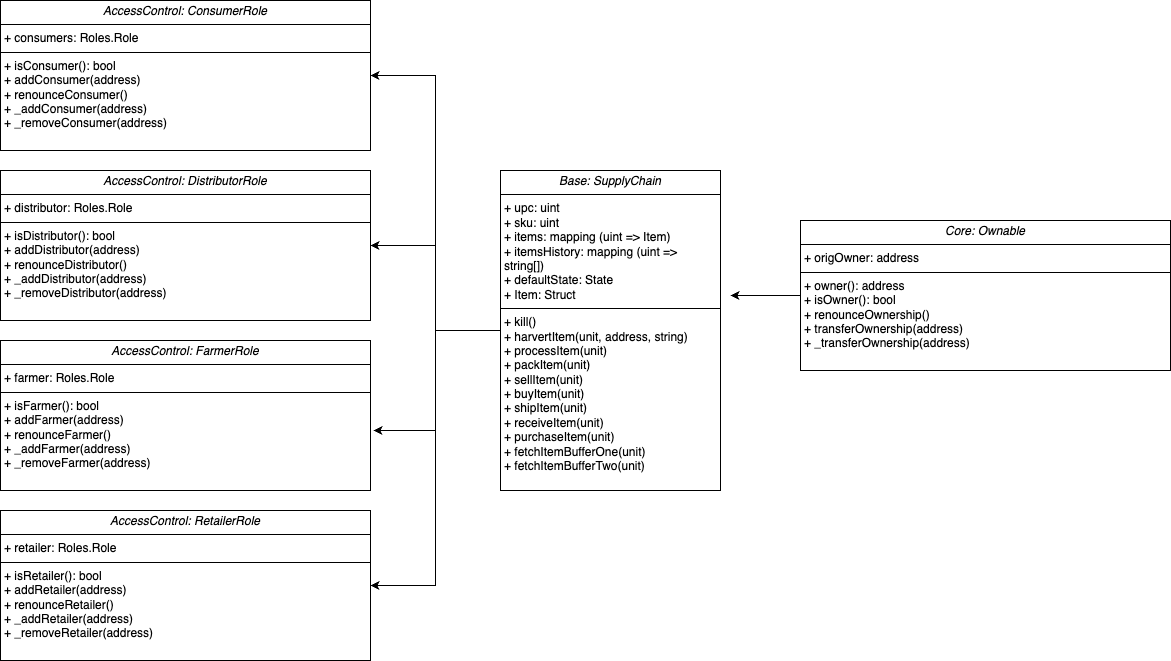 AccessControl: ConsumerRole
+ consumers: Roles.Role
+ isConsumer(): bool
+ addConsumer(address)
+ renounceConsumer()
+ _addConsumer(address)
+ _removeConsumer(address)
AccessControl: DistributorRole
+ distributor: Roles.Role
+ isDistributor(): bool
+ addDistributor(address)
+ renounceDistributor()
+ _addDistributor(address)
+ _removeDistributor(address)
AccessControl: FarmerRole
+ farmer: Roles.Role
+ isFarmer(): bool
+ addFarmer(address)
+ renounceFarmer()
+ _addFarmer(address)
+ _removeFarmer(address)
AccessControl: RetailerRole
+ retailer: Roles.Role
+ isRetailer(): bool
+ addRetailer(address)
+ renounceRetailer()
+ _addRetailer(address)
+ _removeRetailer(address)
Base: SupplyChain
+ upc: uint
+ sku: uint
+ items: mapping (uint => Item)
+ itemsHistory: mapping (uint =>
string[])
+ defaultState: State
+ Item: Struct
+ kill()
+ harvertItem(unit, address, string)
+ processItem(unit)
+ packItem(unit)
+ sellItem(unit)
+ buyItem(unit)
+ shipItem(unit)
+ receiveItem(unit)
+ purchaseItem(unit)
+ fetchItemBufferOne(unit)
+ fetchItemBufferTwo(unit)
Core: Ownable
+ origOwner: address
+ owner(): address
+ isOwner(): bool
+ renounceOwnership()
+ transferOwnership(address)
+ _transferOwnership(address)